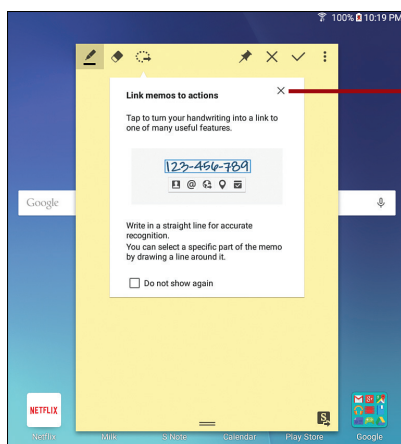 100% 10:19 PM
Link memos to actions
Tap to turn your handwriting into a link to
one of many useful features.
123-456-789
Write in a straight line for accurate
recognition.
You can select a specific part of the memo
by drawing a line around it.
Do not show again
Google
NETFLIX
S
Netflix Milk S Note Calendar Play Store Google